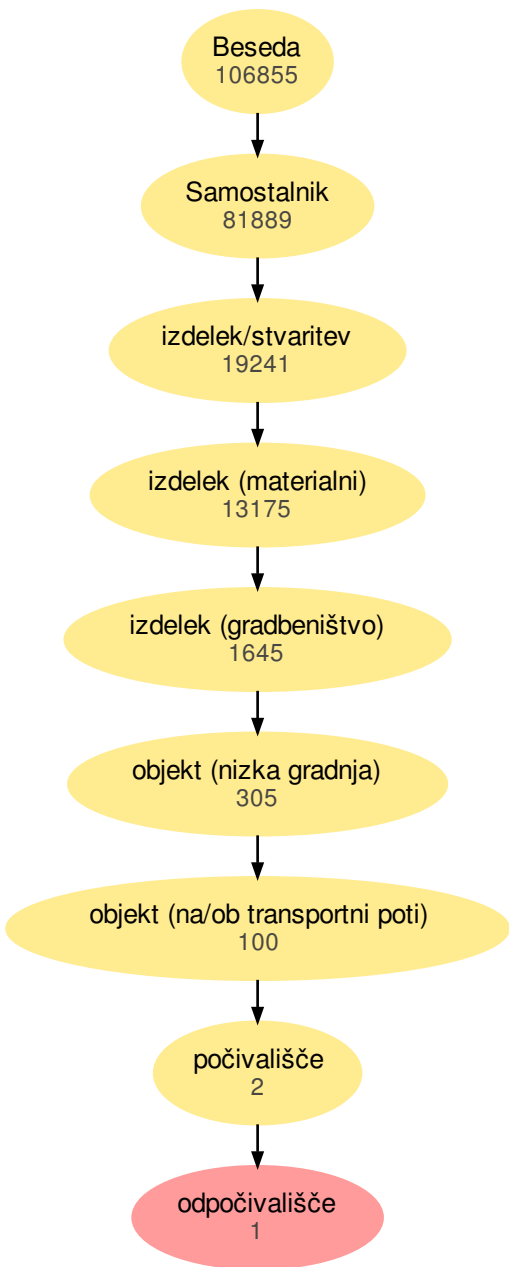 Beseda
106855
Samostalnik
81889
izdelek/stvaritev
19241
izdelek (materialni)
13175
izdelek (gradbeništvo)
1645
objekt (nizka gradnja)
305
objekt (na/ob transportni poti)
100
počivališče
2
odpočivališče
1